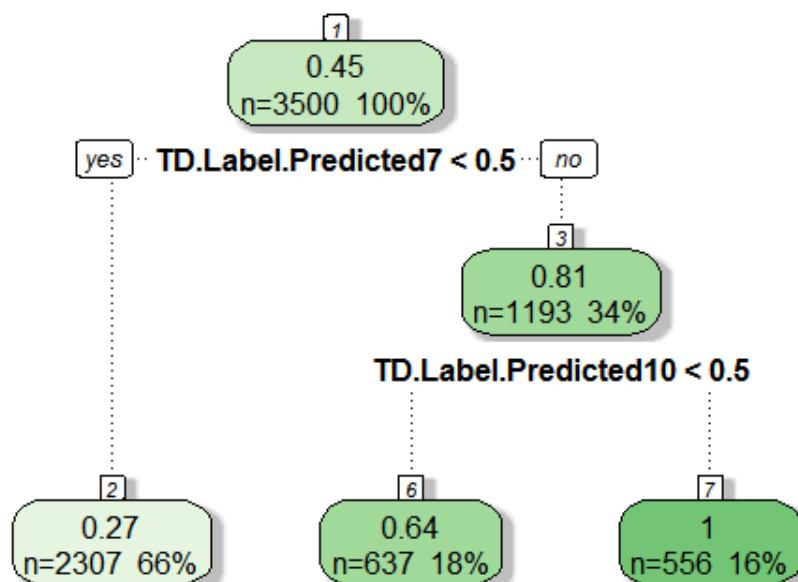 1
0.45
n=3500 100%
yes TD.Label.Predicted7 < 0.5 no
3
0.81
n=1193 34%
TD.Label.Predicted10 < 0.5
2
0.27
n=2307 66%
6
0.64
n=637 18%
7
1
n=556 16%